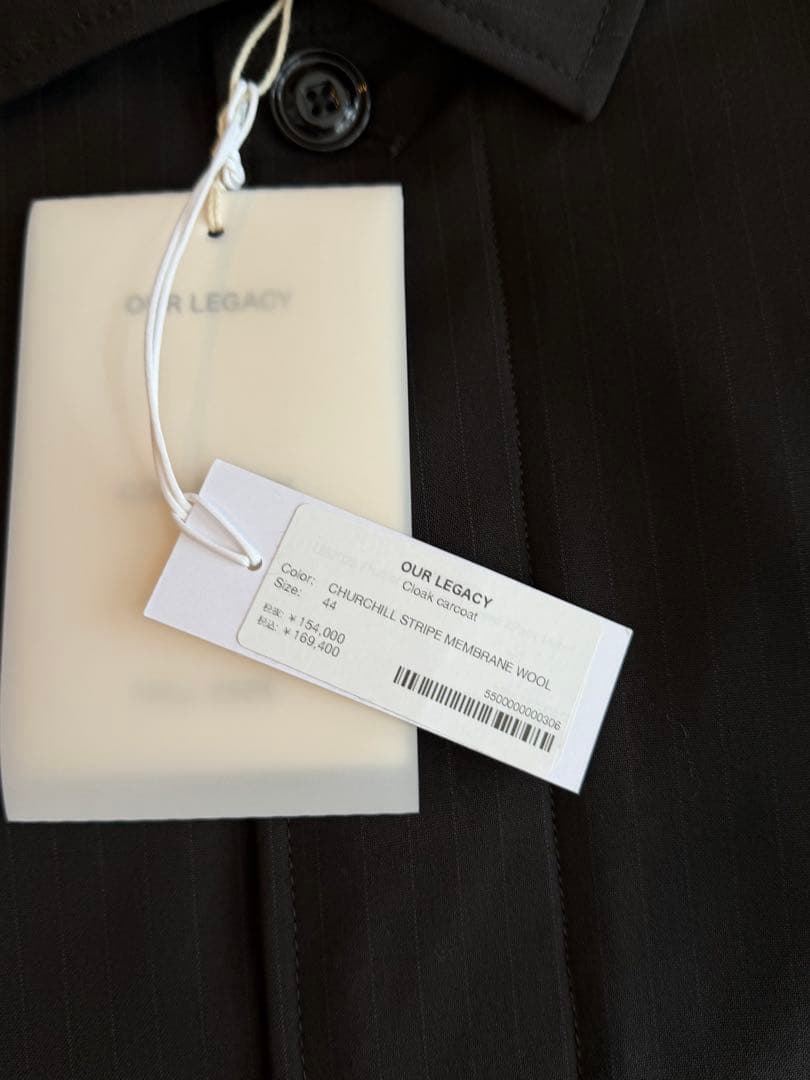 OUR LEGACY
OUR LEGACY
Cloak carcoat
Color: CHURCHILL STRIPE MEMBRANE WOOL
Size: 44
税抜: ¥154,000
税込: ¥169,400
5500000000306